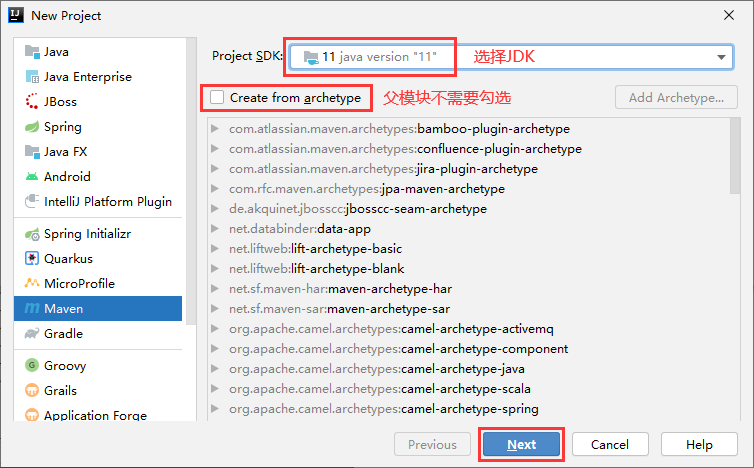 New Project
Java
Java Enterprise
JBoss
Spring
Java FX
Android
IntelliJ Platform Plugin
Spring Initializr
Quarkus
MicroProfile
Maven
Gradle
Groovy
Grails
Application Forge
Project SDK: 11 java version "11" 选择JDK
Create from archetype 父模块不需要勾选 Add Archetype...
com.atlassian.maven.archetypes:bamboo-plugin-archetype
com.atlassian.maven.archetypes:confluence-plugin-archetype
com.atlassian.maven.archetypes:jira-plugin-archetype
com.rfc.maven.archetypes:jpa-maven-archetype
de.akquinet.jbosscc:jbosscc-seam-archetype
net.databinder:data-app
net.liftweb:lift-archetype-basic
net.liftweb:lift-archetype-blank
net.sf.maven-har:maven-archetype-har
net.sf.maven-sar:maven-archetype-sar
org.apache.camel.archetypes:camel-archetype-activemq
org.apache.camel.archetypes:camel-archetype-component
org.apache.camel.archetypes:camel-archetype-java
org.apache.camel.archetypes:camel-archetype-scala
org.apache.camel.archetypes:camel-archetype-spring
Previous Next Cancel Help